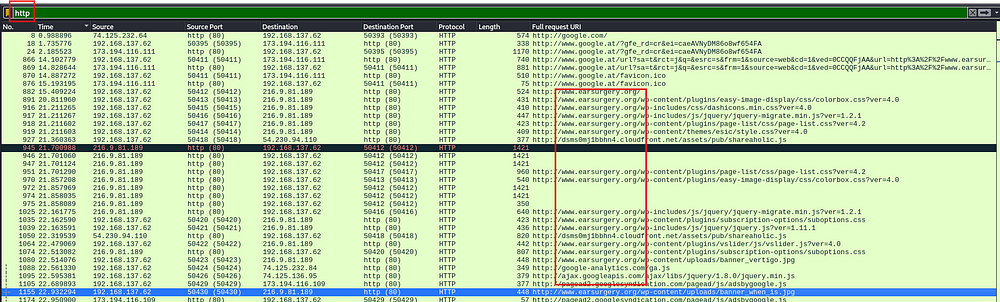 http
No. Time Source Source Port Destination Destination Port Protocol Length Full request URI
8 0.988896 74.125.232.64 http (80) 192.168.137.62 50393 (50393) HTTP 574 http://google.com/
18 1.735776 192.168.137.62 50395 (50395) 173.194.116.111 http (80) HTTP 338 http://www.google.at/?gfe_rd=cr&ei=caeAVNyDM86o8wf654FA
24 2.185523 173.194.116.111 http (80) 192.168.137.62 50395 (50395) HTTP 1170 http://www.google.at/?gfe_rd=cr&ei=caeAVNyDM86o8wf654FA
866 14.102779 192.168.137.62 50411 (50411) 173.194.116.111 http (80) HTTP 740 http://www.google.at/url?sa=t&rct=j&q=&esrc=s&frm=1&source=web&cd=1&ved=0CCQQFjAA&url=http%3A%2F%2Fwww.earsur…
869 14.828644 173.194.116.111 http (80) 192.168.137.62 50411 (50411) HTTP 881 http://www.google.at/url?sa=t&rct=j&q=&esrc=s&frm=1&source=web&cd=1&ved=0CCQQFjAA&url=http%3A%2F%2Fwww.earsur…
870 14.887272 192.168.137.62 50411 (50411) 173.194.116.111 http (80) HTTP 510 http://www.google.at/favicon.ico
876 15.193195 173.194.116.111 http (80) 192.168.137.62 50411 (50411) HTTP 75 http://www.google.at/favicon.ico
882 15.409224 192.168.137.62 50412 (50412) 216.9.81.189 http (80) HTTP 524 http://www.earsurgery.org/
891 20.811960 192.168.137.62 50413 (50413) 216.9.81.189 http (80) HTTP 431 http://www.earsurgery.org/wp-content/plugins/easy-image-display/css/colorbox.css?ver=4.0
916 21.211265 192.168.137.62 50415 (50415) 216.9.81.189 http (80) HTTP 410 http://www.earsurgery.org/wp-includes/css/dashicons.min.css?ver=4.0
917 21.211267 192.168.137.62 50416 (50416) 216.9.81.189 http (80) HTTP 447 http://www.earsurgery.org/wp-includes/js/jquery/jquery-migrate.min.js?ver=1.2.1
918 21.211602 192.168.137.62 50417 (50417) 216.9.81.189 http (80) HTTP 423 http://www.earsurgery.org/wp-content/plugins/page-list/css/page-list.css?ver=4.2
919 21.211603 192.168.137.62 50414 (50414) 216.9.81.189 http (80) HTTP 409 http://www.earsurgery.org/wp-content/themes/esic/style.css?ver=4.0
927 21.360363 192.168.137.62 50418 (50418) 54.230.94.110 http (80) HTTP 377 http://dsms0mj1bbhn4.cloudfront.net/assets/pub/shareaholic.js
945 21.700988 216.9.81.189 http (80) 192.168.137.62 50412 (50412) HTTP 1421
946 21.701060 216.9.81.189 http (80) 192.168.137.62 50412 (50412) HTTP 1421
947 21.701124 216.9.81.189 http (80) 192.168.137.62 50412 (50412) HTTP 1421
951 21.701290 216.9.81.189 http (80) 192.168.137.62 50417 (50417) HTTP 960 http://www.earsurgery.org/wp-content/plugins/page-list/css/page-list.css?ver=4.2
970 21.857820 216.9.81.189 http (80) 192.168.137.62 50413 (50413) HTTP 540 http://www.earsurgery.org/wp-content/plugins/easy-image-display/css/colorbox.css?ver=4.0
972 21.857969 216.9.81.189 http (80) 192.168.137.62 50412 (50412) HTTP 1421
974 21.858035 216.9.81.189 http (80) 192.168.137.62 50412 (50412) HTTP 1421
975 21.858040 216.9.81.189 http (80) 192.168.137.62 50412 (50412) HTTP 350
1025 22.161775 216.9.81.189 http (80) 192.168.137.62 50416 (50416) HTTP 640 http://www.earsurgery.org/wp-includes/js/jquery/jquery-migrate.min.js?ver=1.2.1
1035 22.162590 192.168.137.62 50420 (50420) 216.9.81.189 http (80) HTTP 423 http://www.earsurgery.org/wp-content/plugins/subscription-options/suboptions.css
1039 22.163591 192.168.137.62 50421 (50421) 216.9.81.189 http (80) HTTP 436 http://www.earsurgery.org/wp-includes/js/jquery/jquery.js?ver=1.11.1
1050 22.319539 54.230.94.110 http (80) 192.168.137.62 50418 (50418) HTTP 820 http://dsms0mj1bbhn4.cloudfront.net/assets/pub/shareaholic.js
1064 22.479069 192.168.137.62 50422 (50422) 216.9.81.189 http (80) HTTP 442 http://www.earsurgery.org/wp-content/plugins/vslider/js/vslider.js?ver=4.0
1074 22.513082 216.9.81.189 http (80) 192.168.137.62 50420 (50420) HTTP 807 http://www.earsurgery.org/wp-content/plugins/subscription-options/suboptions.css
1080 22.514076 192.168.137.62 50423 (50423) 216.9.81.189 http (80) HTTP 448 http://www.earsurgery.org/wp-content/uploads/banner_vertigo.jpg
1088 22.561330 192.168.137.62 50424 (50424) 74.125.232.84 http (80) HTTP 349 http://google-analytics.com/ga.js
1096 22.595381 192.168.137.62 50426 (50426) 74.125.136.95 http (80) HTTP 379 http://ajax.googleapis.com/ajax/libs/jquery/1.8.0/jquery.min.js
1105 22.689893 192.168.137.62 50429 (50429) 173.194.116.109 http (80) HTTP 377 http://pagead2.googlesyndication.com/pagead/js/adsbygoogle.js
1155 22.932294 192.168.137.62 50430 (50430) 216.9.81.189 http (80) HTTP 448 http://www.earsurgery.org/wp-content/uploads/banner_when_is.jpg
1174 22.950900 173.194.116.109 http (80) 192.168.137.62 50429 (50429) HTTP 57 http://pagead2.googlesyndication.com/pagead/js/adsbygoogle.js